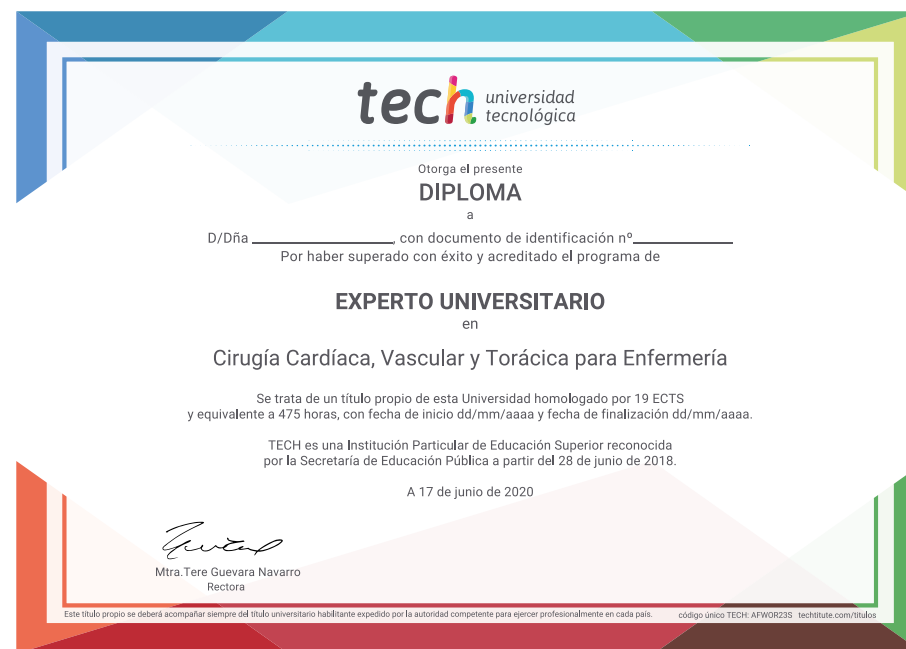 tech universidad
tecnológica
Otorga el presente
DIPLOMA
a
D/Dña ____________________, con documento de identificación nº______________
Por haber superado con éxito y acreditado el programa de
EXPERTO UNIVERSITARIO
en
Cirugía Cardíaca, Vascular y Torácica para Enfermería
Se trata de un título propio de esta Universidad homologado por 19 ECTS
y equivalente a 475 horas, con fecha de inicio dd/mm/aaaa y fecha de finalización dd/mm/aaaa.
TECH es una Institución Particular de Educación Superior reconocida
por la Secretaría de Educación Pública a partir del 28 de junio de 2018.
A 17 de junio de 2020
Mtra.Tere Guevara Navarro
Rectora
Este título propio se deberá acompañar siempre del título universitario habilitante expedido por la autoridad competente para ejercer profesionalmente en cada país. código único TECH: AFWOR23S techtitute.com/titulos